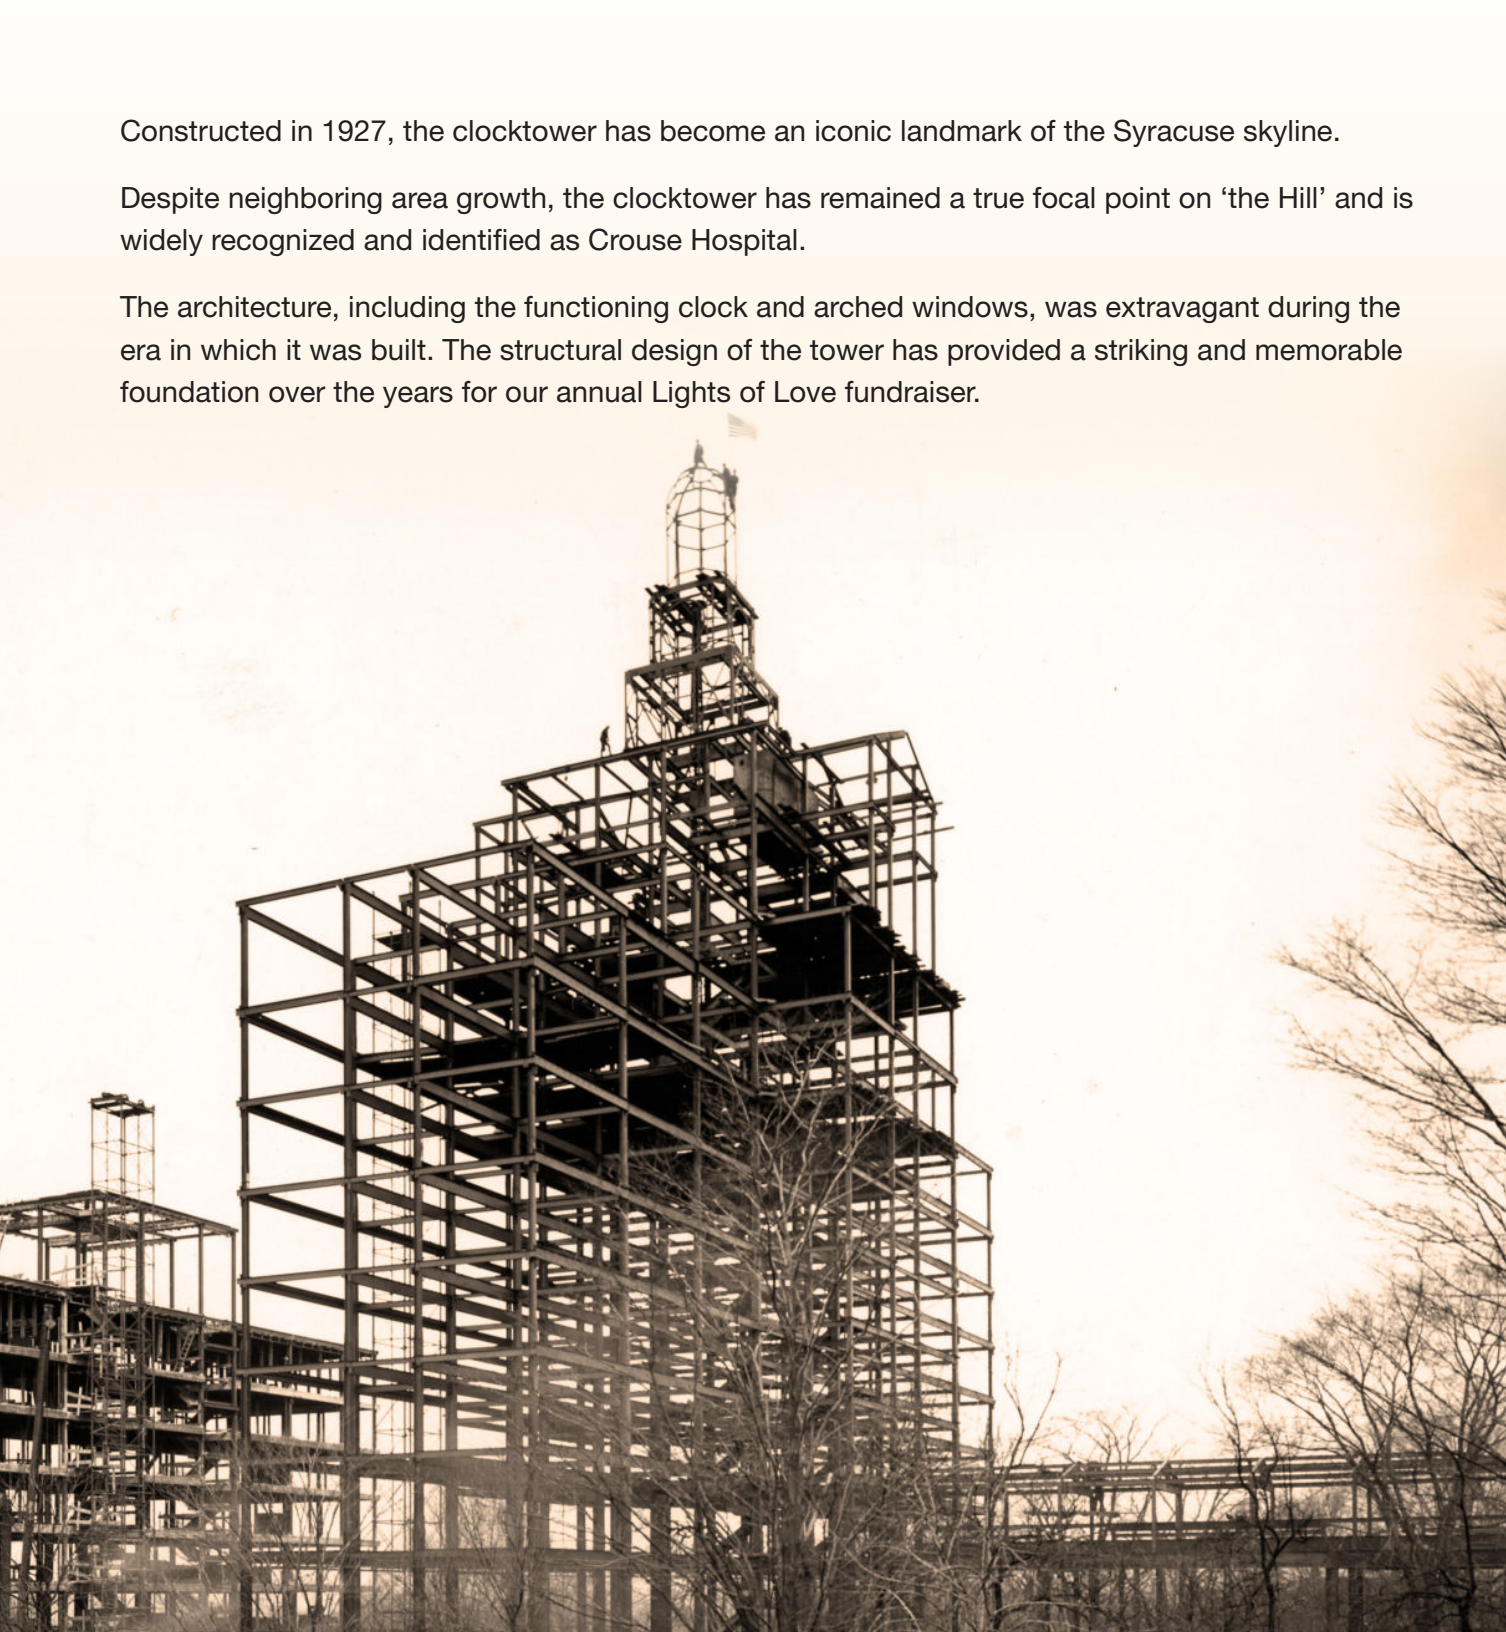 Constructed in 1927, the clocktower has become an iconic landmark of the Syracuse skyline.
Despite neighboring area growth, the clocktower has remained a true focal point on ‘the Hill’ and is
widely recognized and identified as Crouse Hospital.
The architecture, including the functioning clock and arched windows, was extravagant during the
era in which it was built. The structural design of the tower has provided a striking and memorable
foundation over the years for our annual Lights of Love fundraiser.